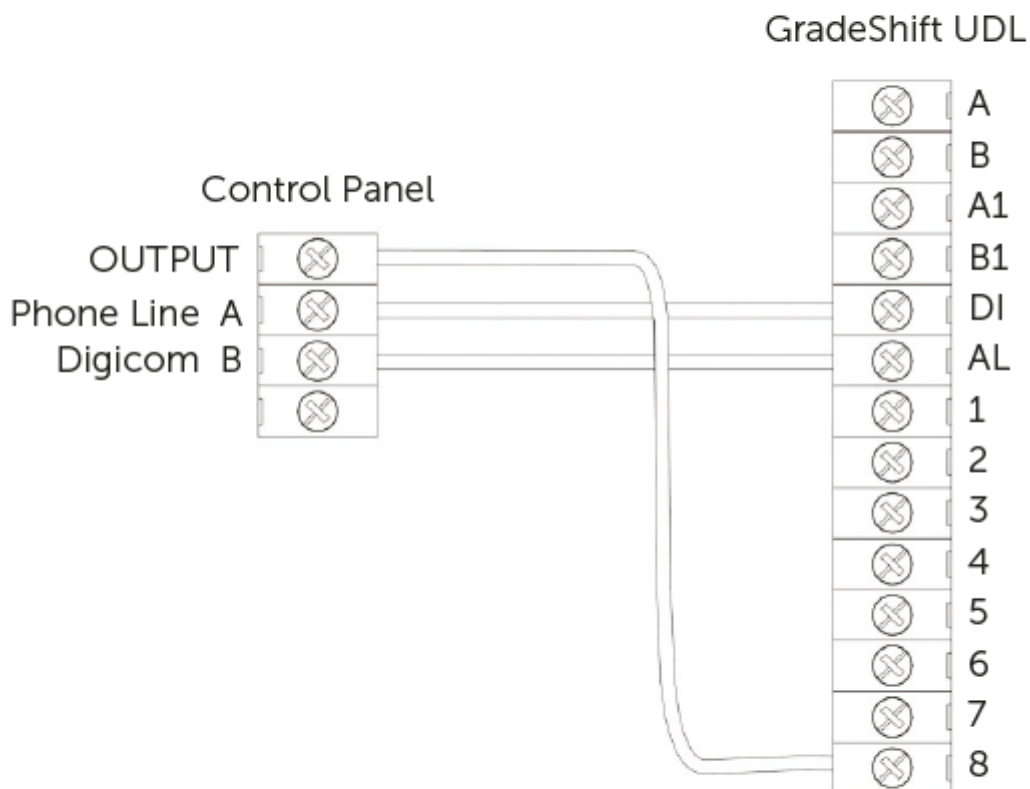 GradeShift UDL
Control Panel
OUTPUT
Phone Line A
Digicom B
A
B
A1
B1
DI
AL
1
2
3
4
5
6
7
8